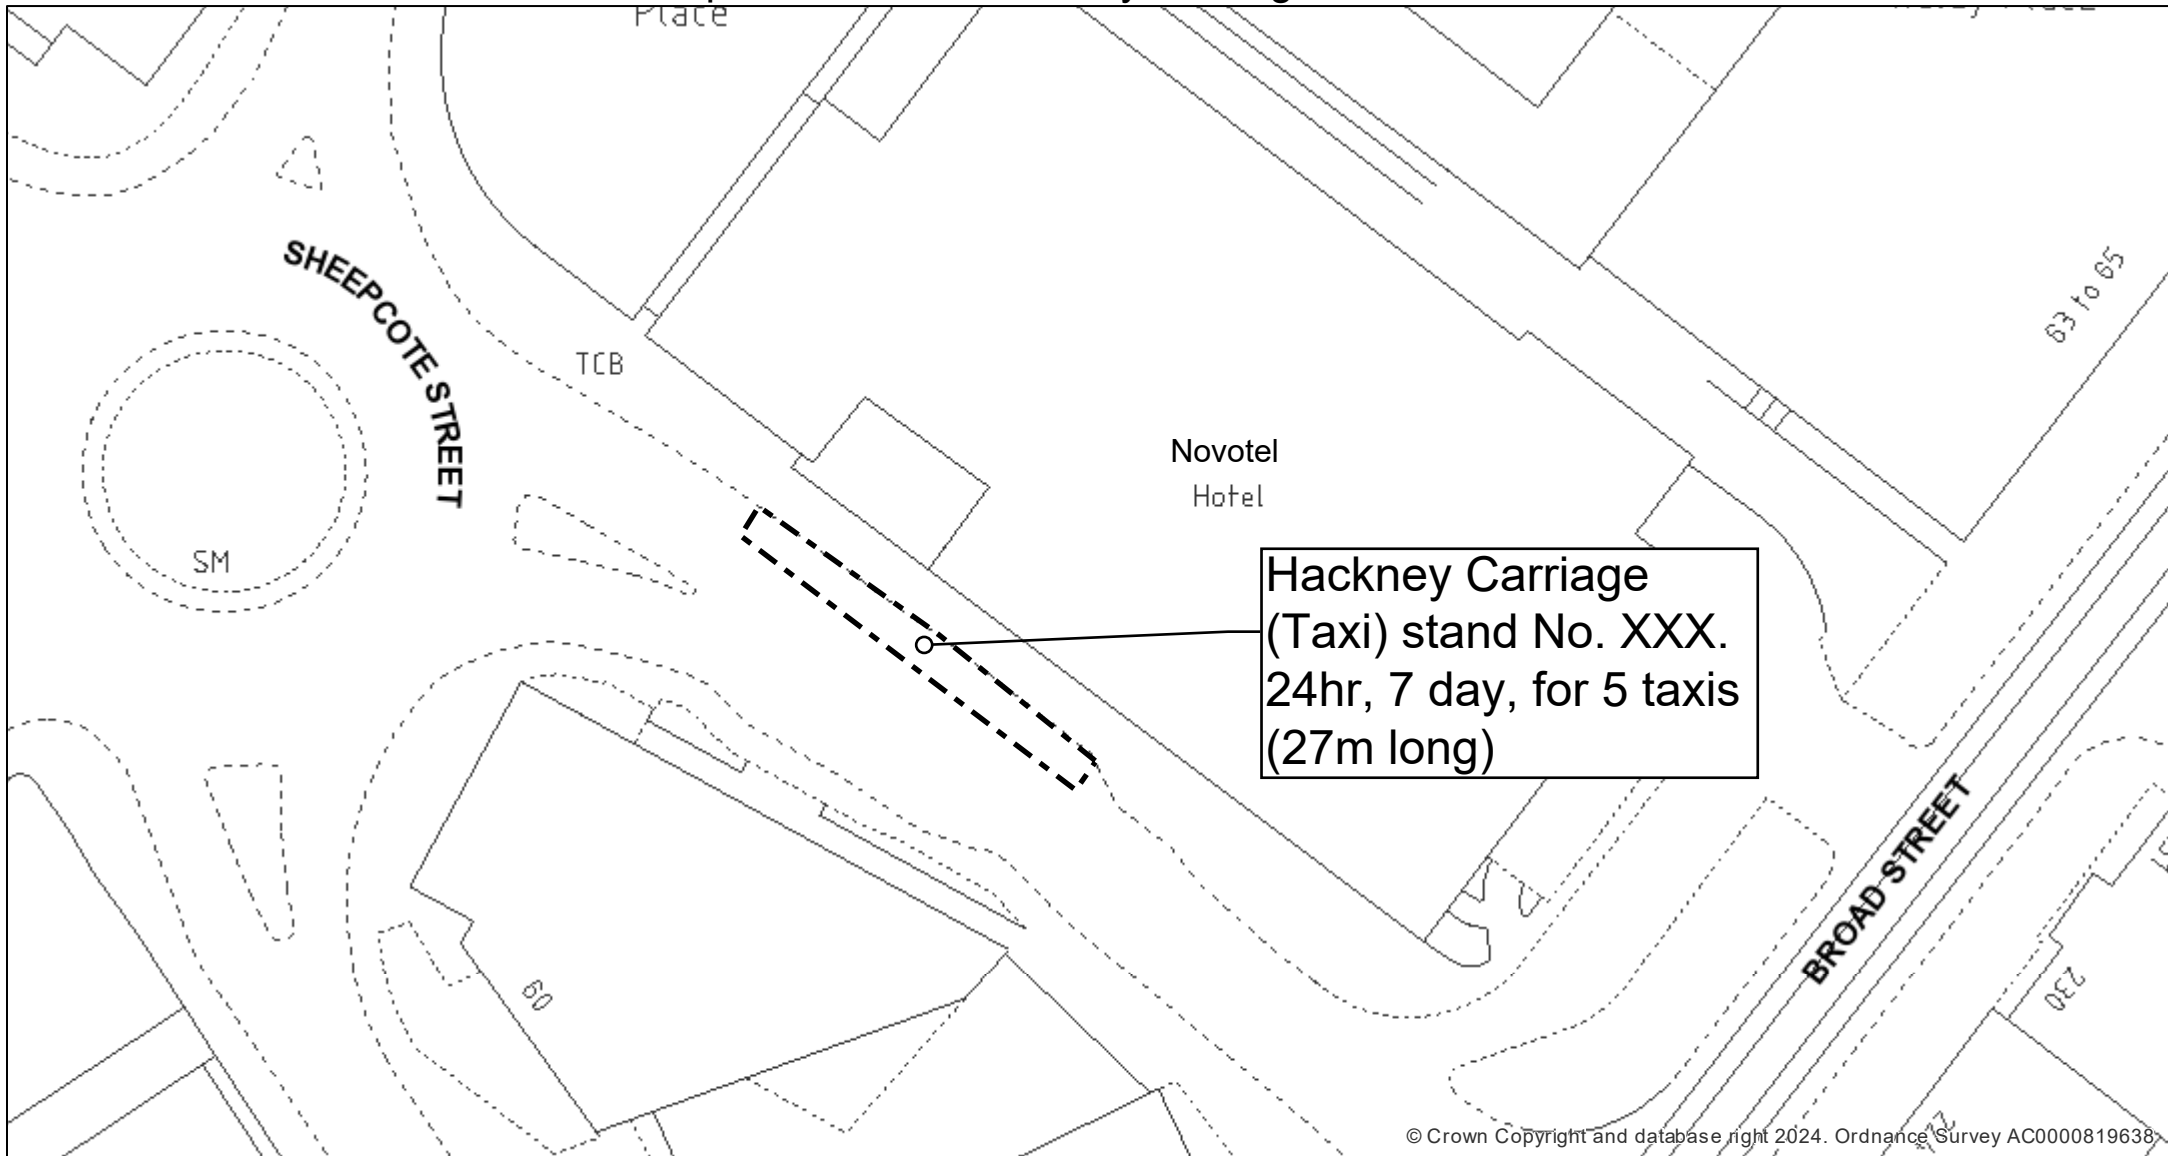 Place
SHEEPCOTE STREET
63 to 65
TCB
Novotel
Hotel
SM
Hackney Carriage
(Taxi) stand No. XXX.
24hr, 7 day, for 5 taxis
(27m long)
BROAD STREET
60
230
© Crown Copyright and database right 2024. Ordnance Survey AC0000819638